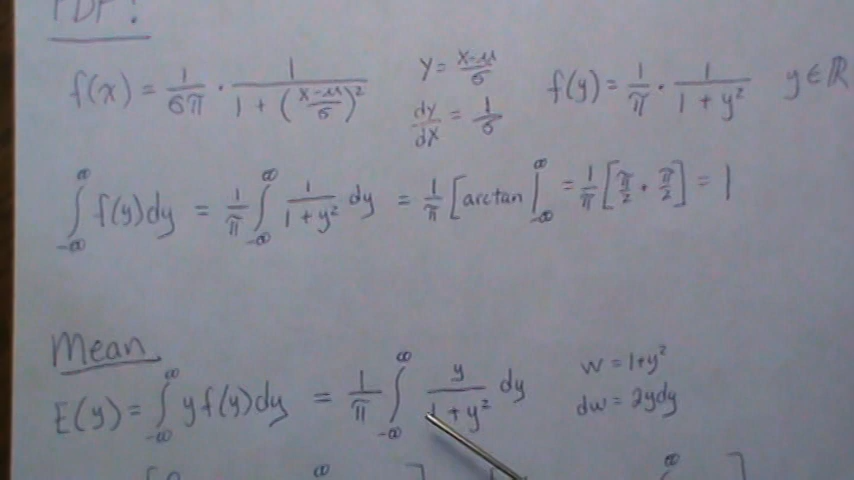 PDF:
f(x) = 1/(σπ) · 1/(1 + ((x-μ)/σ)²) y = (x-μ)/σ f(y) = 1/π · 1/(1 + y²) y ∈ ℝ
dy/dx = 1/σ
∫_{-∞}^{∞} f(y)dy = 1/π ∫_{-∞}^{∞} 1/(1 + y²) dy = 1/π [arctan |_{-∞}^{∞} = 1/π [π/2 + π/2] = 1
Mean
E(y) = ∫_{-∞}^{∞} y f(y)dy = 1/π ∫_{-∞}^{∞} y/(1 + y²) dy w = 1+y²
dw = 2ydy